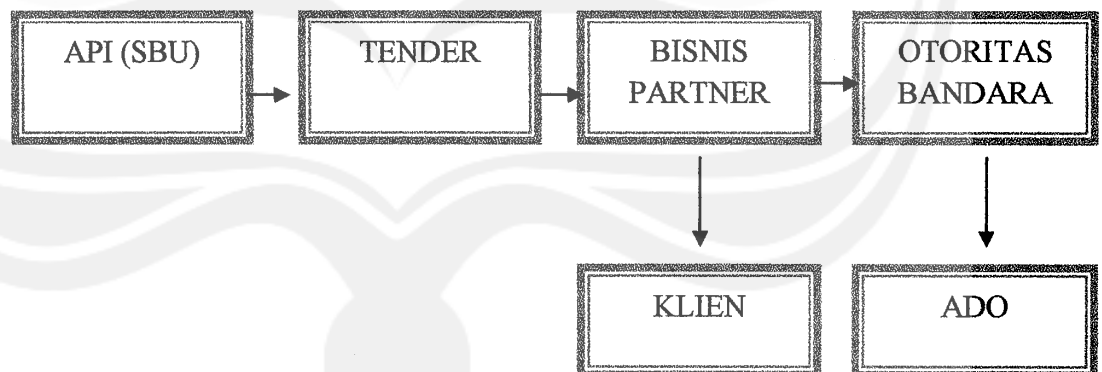 API (SBU)
TENDER
BISNIS
PARTNER
OTORITAS
BANDARA
KLIEN
ADO